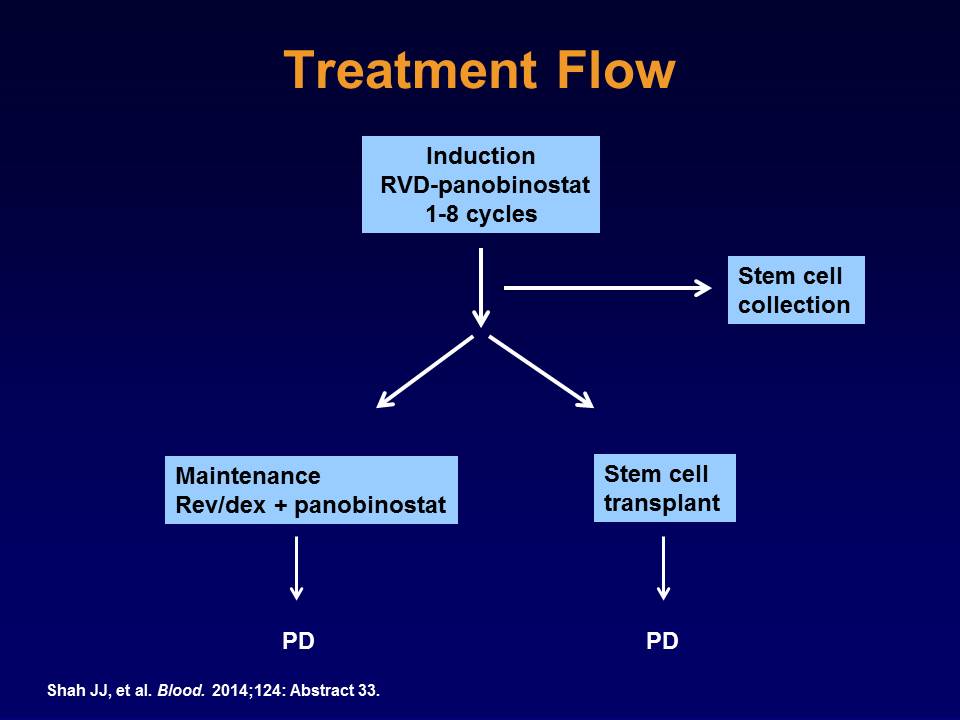 Treatment Flow
Induction
RVD-panobinostat
1-8 cycles
Stem cell
collection
Maintenance
Rev/dex + panobinostat
Stem cell
transplant
PD
PD
Shah JJ, et al. Blood. 2014;124: Abstract 33.